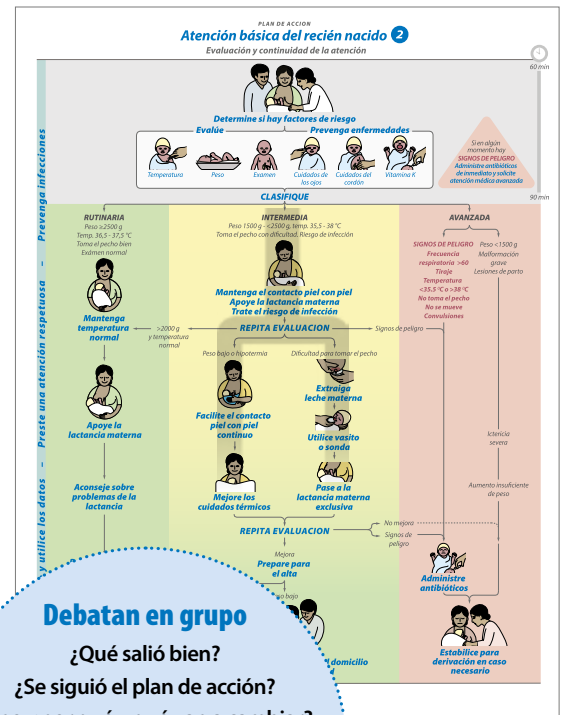 PLAN DE ACCION
Atención básica del recién nacido 2
Evaluación y continuidad de la atención
60 min
Determine si hay factores de riesgo
Evalúe
Prevenga enfermedades
Temperatura
Peso
Examen
Cuidados de
los ojos
Cuidados del
cordón
Vitamina K
Si en algún
momento hay
SIGNOS DE PELIGRO
Administre antibióticos
de inmediato y solicite
atención médica avanzada
CLASIFIQUE
90 min
Prevenga infecciones
– Preste una atención respetuosa –
y utilice los datos
RUTINARIA
Peso ≥2500 g
Temp. 36,5 - 37,5 °C
Toma el pecho bien
Exámen normal
Mantenga
temperatura
normal
Apoye la
lactancia materna
Aconseje sobre
problemas de la
lactancia
INTERMEDIA
Peso 1500 g - <2500 g, temp. 35,5 - 38 °C
Toma el pecho con dificultad. Riesgo de infección
Mantenga el contacto piel con piel
Apoye la lactancia materna
Trate el riesgo de infección
>2000 g
y temperatura
normal
REPITA EVALUACION
Signos de peligro
Peso bajo o hipotermia
Dificultad para tomar el pecho
Facilite el contacto
piel con piel
continuo
Extraiga
leche materna
Utilice vasito
o sonda
Mejore los
cuidados térmicos
Pase a la
lactancia materna
exclusiva
REPITA EVALUACION
No mejora
Signos de
peligro
Mejora
Prepare para
el alta
bajo
domicilio
AVANZADA
SIGNOS DE PELIGRO
Frecuencia
respiratoria >60
Tiraje
Temperatura
<35.5 °C o >38 °C
No toma el pecho
No se mueve
Convulsiones
Peso <1500 g
Malformación
grave
Lesiones de parto
Ictericia
severa
Aumento insuficiente
de peso
Administre
antibióticos
Estabilice para
derivación en caso
necesario
Debatan en grupo
¿Qué salió bien?
¿Se siguió el plan de acción?